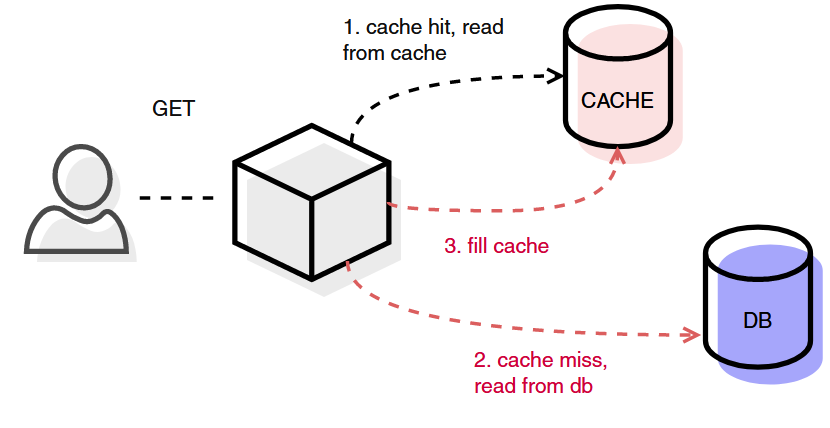 1. cache hit, read
from cache
GET
CACHE
3. fill cache
DB
2. cache miss,
read from db